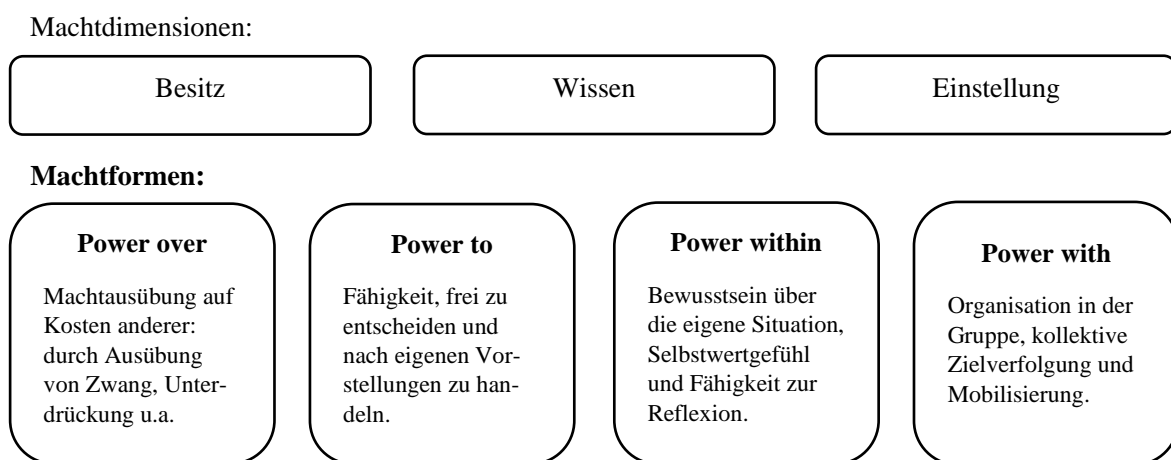 Machtdimensionen:
Besitz
Wissen
Einstellung
Machtformen:
Power over
Machtausübung auf
Kosten anderer:
durch Ausübung
von Zwang, Unter-
drückung u.a.
Power to
Fähigkeit, frei zu
entscheiden und
nach eigenen Vor-
stellungen zu han-
deln.
Power within
Bewusstsein über
die eigene Situation,
Selbstwertgefühl
und Fähigkeit zur
Reflexion.
Power with
Organisation in der
Gruppe, kollektive
Zielverfolgung und
Mobilisierung.